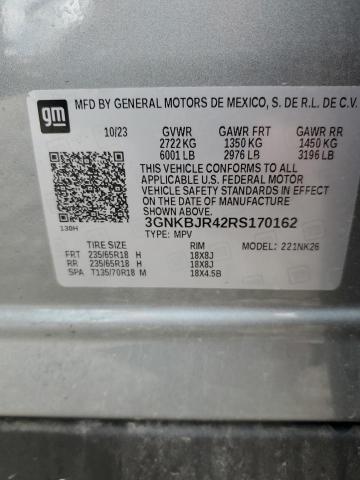 gm
MFD BY GENERAL MOTORS DE MEXICO, S. DE R.L. DE C.V.
10/23 GVWR GAWR FRT GAWR RR
2722 KG 1350 KG 1450 KG
6001 LB 2976 LB 3196 LB
THIS VEHICLE CONFORMS TO ALL
APPLICABLE U.S. FEDERAL MOTOR
VEHICLE SAFETY STANDARDS IN EFFECT
ON THE DATE OF MANUFACTURE
SHOWN ABOVE.
3GNKBJR42RS170162
130H TYPE: MPV
TIRE SIZE RIM MODEL: 221NK26
FRT 235/65R18 H 18X8J
RR 235/65R18 H 18X8J
SPA T135/70R18 M 18X4.5B